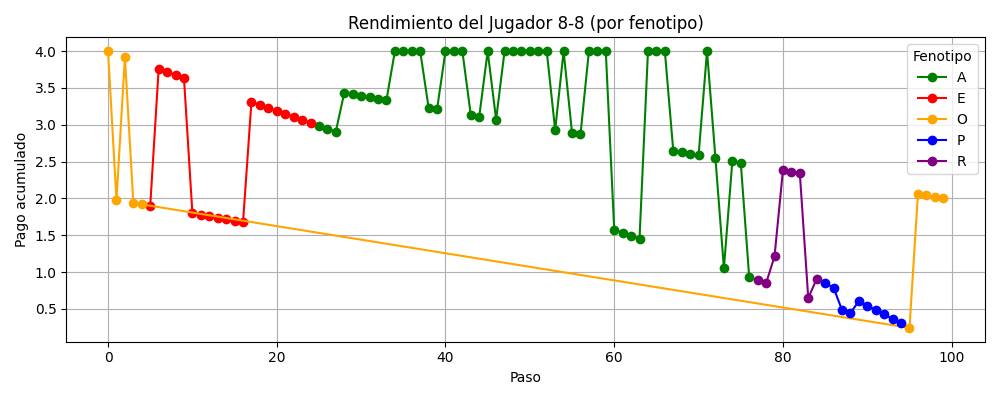 Rendimiento del Jugador 8-8 (por fenotipo)
Pago acumulado
4.0
3.5
3.0
2.5
2.0
1.5
1.0
0.5
0 20 40 60 80 100
Paso
Fenotipo
A
E
O
P
R